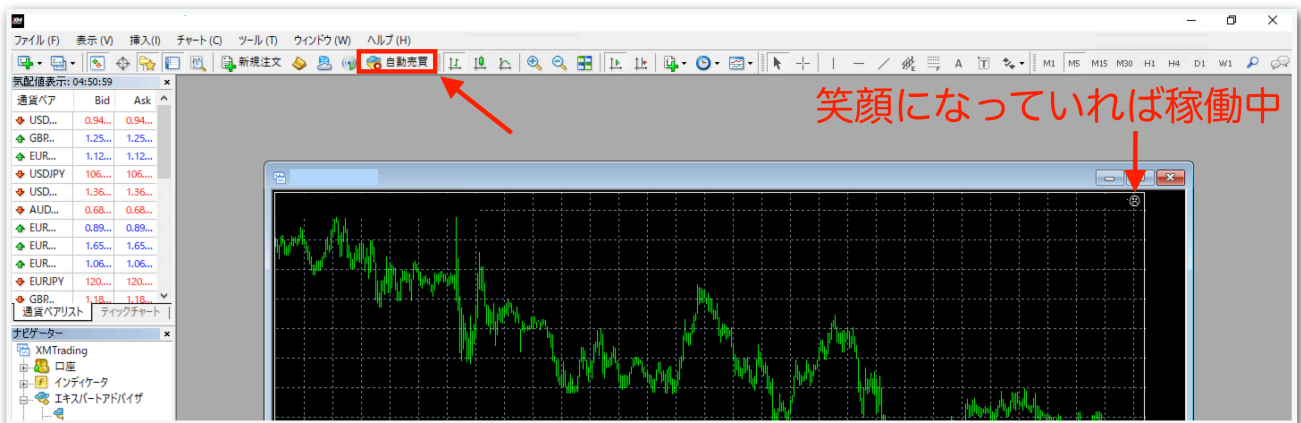 XM
ファイル (F) 表示 (V) 挿入(I) チャート (C) ツール (T) ウィンドウ (W) ヘルプ (H)
新規注文 自動売買 A T M1 M5 M15 M30 H1 H4 D1 W1
気配値表示: 04:50:59
通貨ペア Bid Ask
USD... 0.94... 0.94...
GBP... 1.25... 1.25...
EUR... 1.12... 1.12...
USDJPY 106.... 106....
USD... 1.36... 1.36...
AUD... 0.68... 0.68...
EUR... 0.89... 0.89...
EUR... 1.65... 1.65...
EUR... 1.06... 1.06...
EURJPY 120.... 120....
GBP... 1.18... 1.18...
通貨ペアリスト ティックチャート
笑顔になっていれば稼働中
ナビゲーター
XMTrading
口座
インディケータ
エキスパートアドバイザ